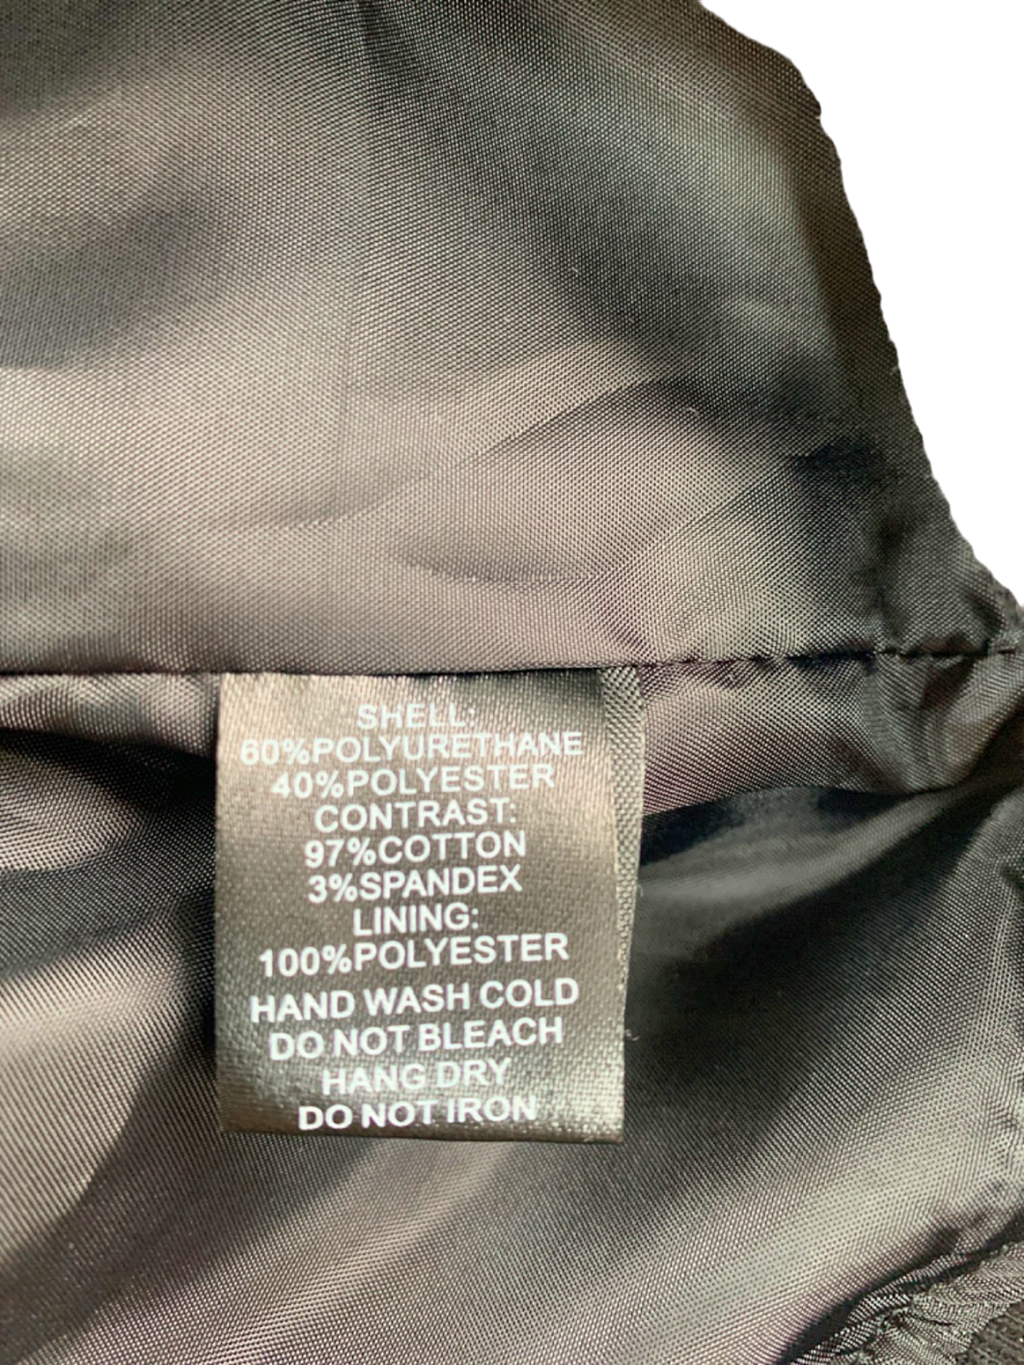 SHELL:
60%POLYURETHANE
40%POLYESTER
CONTRAST:
97%COTTON
3%SPANDEX
LINING:
100%POLYESTER
HAND WASH COLD
DO NOT BLEACH
HANG DRY
DO NOT IRON